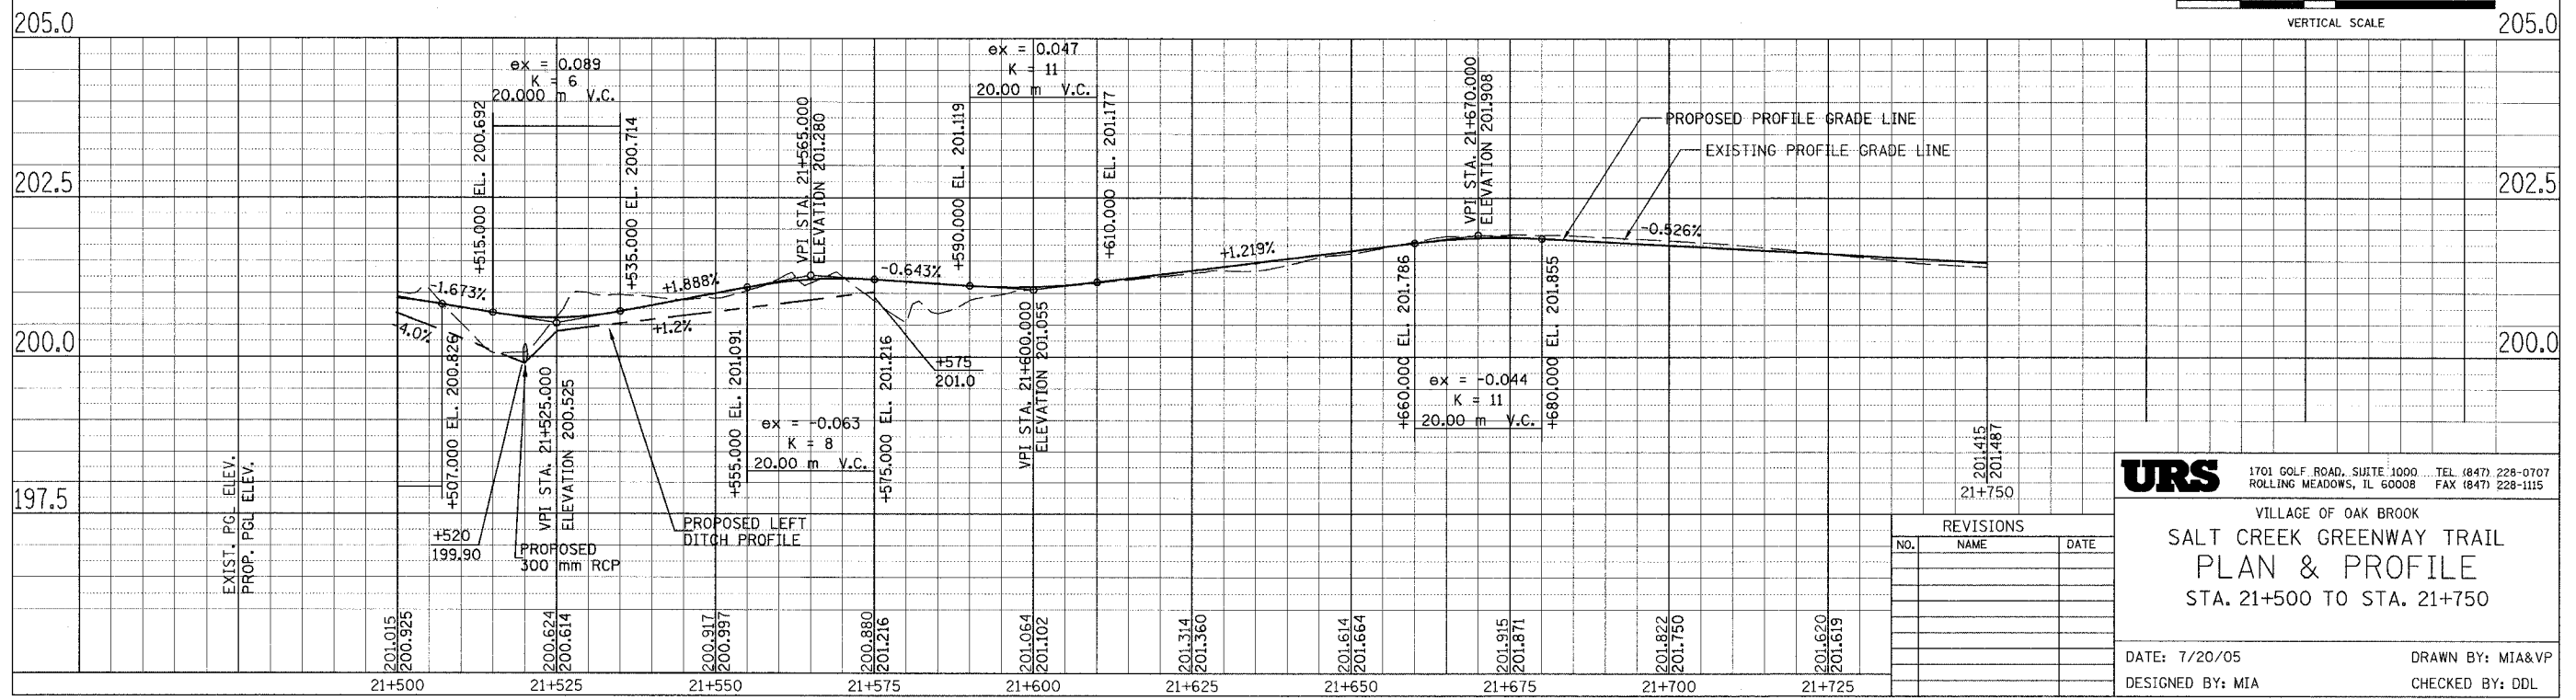 VERTICAL SCALE
205.0
205.0
202.5
202.5
200.0
200.0
197.5
ex = 0.089
K = 6
20.000 m V.C.
+515.000 EL. 200.692
+535.000 EL. 200.714
VPI STA. 21+565.000
ELEVATION 201.280
ex = 0.047
K = 11
20.00 m V.C.
+590.000 EL. 201.119
+610.000 EL. 201.177
VPI STA. 21+670.000
ELEVATION 201.908
PROPOSED PROFILE GRADE LINE
EXISTING PROFILE GRADE LINE
-1.673%
+1.888%
-0.643%
+1.219%
-0.526%
-4.0%
+1.2%
+507.000 EL. 200.826
VPI STA. 21+525.000
ELEVATION 200.525
+555.000 EL. 201.091
ex = -0.063
K = 8
20.00 m V.C.
+575.000 EL. 201.216
+575
201.0
VPI STA. 21+600.000
ELEVATION 201.055
+660.000 EL. 201.786
ex = -0.044
K = 11
20.00 m V.C.
+680.000 EL. 201.855
+520
199.90
PROPOSED
300 mm RCP
PROPOSED LEFT
DITCH PROFILE
EXIST. PGL ELEV.
PROP. PGL ELEV.
201.015
200.925
200.624
200.614
200.917
200.997
200.880
201.216
201.064
201.102
201.314
201.360
201.614
201.664
201.915
201.871
201.822
201.750
201.620
201.619
201.415
201.487
21+750
21+500
21+525
21+550
21+575
21+600
21+625
21+650
21+675
21+700
21+725
REVISIONS
NO. NAME DATE
URS
1701 GOLF ROAD, SUITE 1000 TEL (847) 228-0707
ROLLING MEADOWS, IL 60008 FAX (847) 228-1115
VILLAGE OF OAK BROOK
SALT CREEK GREENWAY TRAIL
PLAN & PROFILE
STA. 21+500 TO STA. 21+750
DATE: 7/20/05 DRAWN BY: MIA&VP
DESIGNED BY: MIA CHECKED BY: DDL